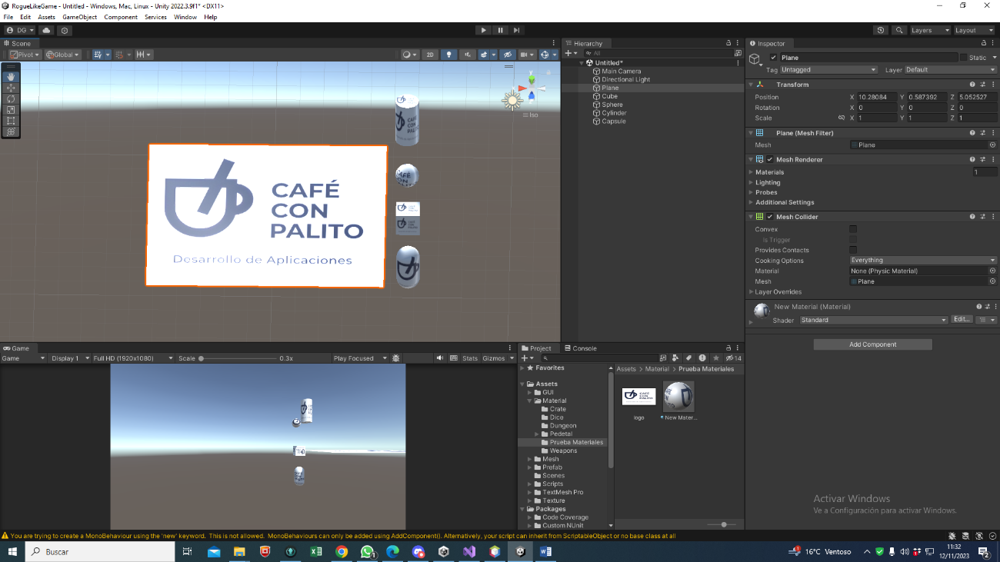 RogueLikeGame - Untitled - Windows, Mac, Linux - Unity 2022.3.9f1* <DX11>
File Edit Assets GameObject Component Services Window Help
DG
Layers
Layout
Scene
Pivot
Global
2D
y
Iso
CAFÉ
CON
PALITO
Desarrollo de Aplicaciones
Hierarchy
All
Untitled*
Main Camera
Directional Light
Plane
Cube
Sphere
Cylinder
Capsule
Inspector
Plane
Static
Tag Untagged
Layer Default
Transform
Position X 10.28084 Y 0.587392 Z 5.052527
Rotation X 0 Y 0 Z 0
Scale X 1 Y 1 Z 1
Plane (Mesh Filter)
Mesh Plane
Mesh Renderer
Materials 1
Lighting
Probes
Additional Settings
Mesh Collider
Convex
Is Trigger
Provides Contacts
Cooking Options Everything
Material None (Physic Material)
Mesh Plane
Layer Overrides
New Material (Material)
Shader Standard Edit...
Add Component
Game
Game Display 1 Full HD (1920x1080) Scale 0.3x Play Focused Stats Gizmos
Project
Console
14
Favorites
Assets
GUI
Material
Crate
Dice
Dungeon
Pedetal
Prueba Materiales
Weapons
Mesh
Prefab
Scenes
Scripts
TextMesh Pro
Texture
Packages
Code Coverage
Custom NUnit
Assets > Material > Prueba Materiales
CAFÉ
CON
PALITO
logo
New Mater...
Activar Windows
Ve a Configuración para activar Windows.
You are trying to create a MonoBehaviour using the 'new' keyword. This is not allowed. MonoBehaviours can only be added using AddComponent(). Alternatively, your script can inherit from ScriptableObject or no base class at all
Buscar
16°C Ventoso
11:32
12/11/2023
2